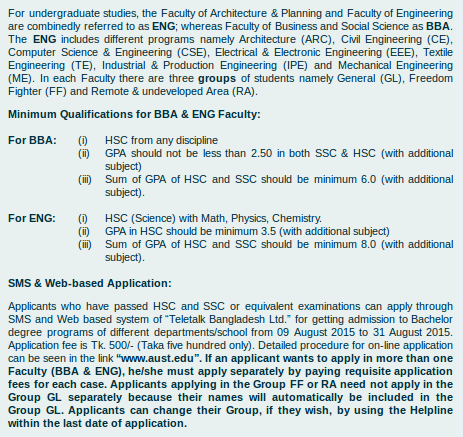 For undergraduate studies, the Faculty of Architecture & Planning and Faculty of Engineering
are combinedly referred to as ENG; whereas Faculty of Business and Social Science as BBA.
The ENG includes different programs namely Architecture (ARC), Civil Engineering (CE),
Computer Science & Engineering (CSE), Electrical & Electronic Engineering (EEE), Textile
Engineering (TE), Industrial & Production Engineering (IPE) and Mechanical Engineering
(ME). In each Faculty there are three groups of students namely General (GL), Freedom
Fighter (FF) and Remote & undeveloped Area (RA).
Minimum Qualifications for BBA & ENG Faculty:
For BBA: (i) HSC from any discipline
(ii) GPA should not be less than 2.50 in both SSC & HSC (with additional
subject)
(iii) Sum of GPA of HSC and SSC should be minimum 6.0 (with additional
subject).
For ENG: (i) HSC (Science) with Math, Physics, Chemistry.
(ii) GPA in HSC should be minimum 3.5 (with additional subject)
(iii) Sum of GPA of HSC and SSC should be minimum 8.0 (with additional
subject).
SMS & Web-based Application:
Applicants who have passed HSC and SSC or equivalent examinations can apply through
SMS and Web based system of “Teletalk Bangladesh Ltd.” for getting admission to Bachelor
degree programs of different departments/school from 09 August 2015 to 31 August 2015.
Application fee is Tk. 500/- (Taka five hundred only). Detailed procedure for on-line application
can be seen in the link “www.aust.edu”. If an applicant wants to apply in more than one
Faculty (BBA & ENG), he/she must apply separately by paying requisite application
fees for each case. Applicants applying in the Group FF or RA need not apply in the
Group GL separately because their names will automatically be included in the
Group GL. Applicants can change their Group, if they wish, by using the Helpline
within the last date of application.